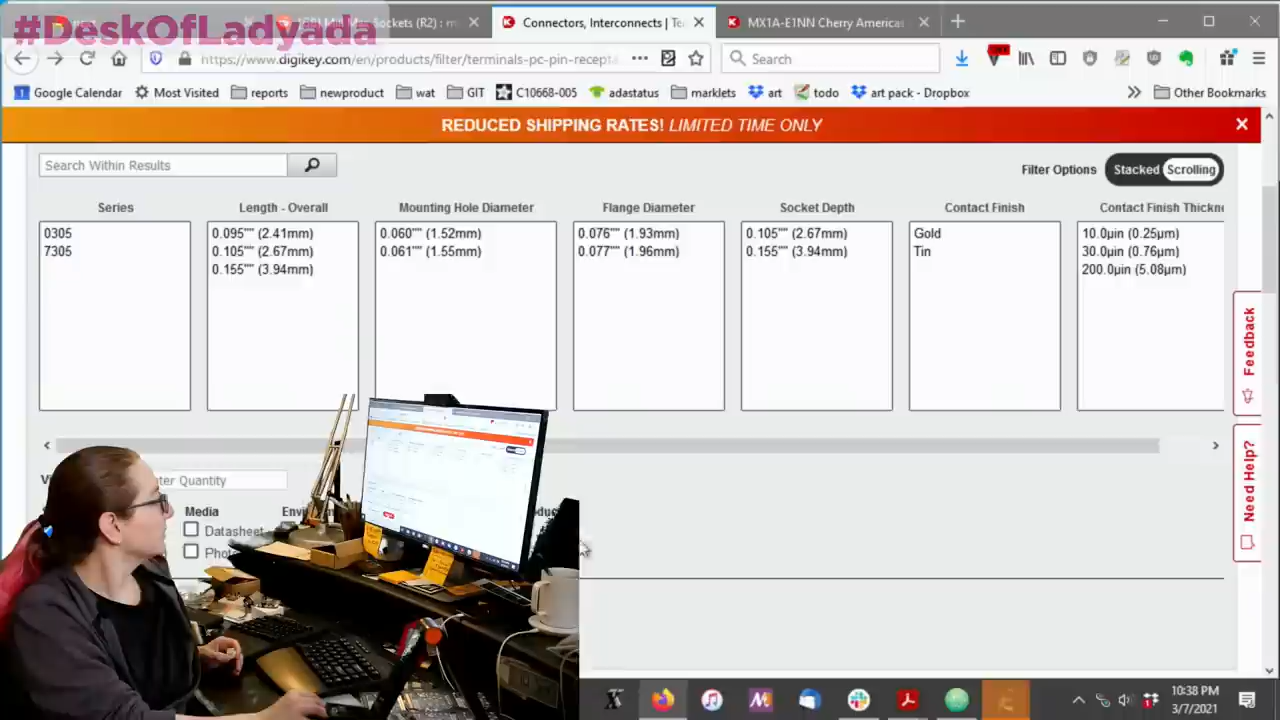 #DeskOfLadyada
Connectors, Interconnects | Te
MX1A-E1NN Cherry Americas
https://www.digikey.com/en/products/filter/terminals-pc-pin-recepta
Search
Google Calendar
Most Visited
reports
newproduct
wat
GIT
C10668-005
adastatus
marklets
art
todo
art pack - Dropbox
Other Bookmarks
REDUCED SHIPPING RATES! LIMITED TIME ONLY
Search Within Results
Filter Options
Stacked
Scrolling
Series
Length - Overall
Mounting Hole Diameter
Flange Diameter
Socket Depth
Contact Finish
Contact Finish Thickne
0305
7305
0.095"" (2.41mm)
0.105"" (2.67mm)
0.155"" (3.94mm)
0.060"" (1.52mm)
0.061"" (1.55mm)
0.076"" (1.93mm)
0.077"" (1.96mm)
0.105"" (2.67mm)
0.155"" (3.94mm)
Gold
Tin
10.0µin (0.25µm)
30.0µin (0.76µm)
200.0µin (5.08µm)
Feedback
Need Help?
Quantity
Media
Datasheet
10:38 PM
3/7/2021